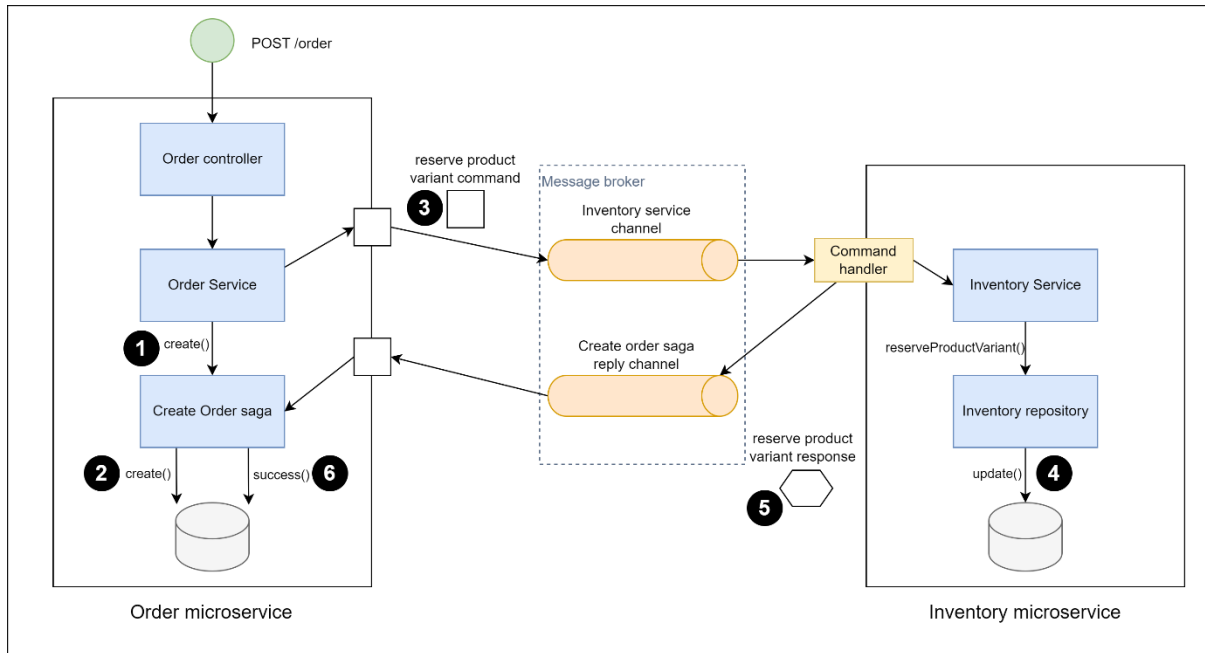 POST /order
Order controller
reserve product
variant command
3
Message broker
Inventory service
channel
Command
handler
Order Service
Inventory Service
1
create()
reserveProductVariant()
Create order saga
reply channel
Create Order saga
Inventory repository
reserve product
variant response
2
create()
success()
6
update()
4
5
Order microservice
Inventory microservice